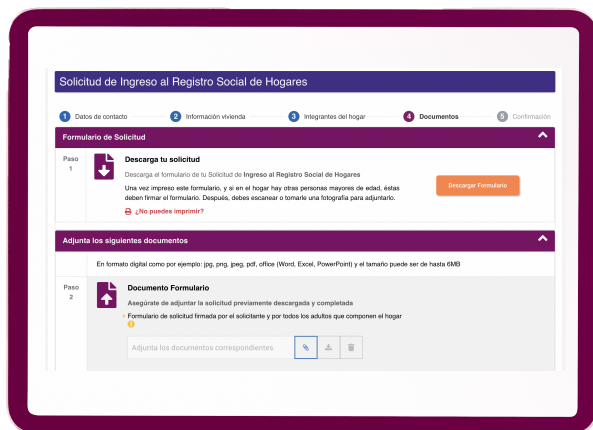 Solicitud de Ingreso al Registro Social de Hogares
1 Datos de contacto 2 Información vivienda 3 Integrantes del hogar 4 Documentos 5 Confirmación
Formulario de Solicitud
Paso
1
Descarga tu solicitud
Descarga el formulario de tu Solicitud de Ingreso al Registro Social de Hogares
Una vez impreso este formulario, y si en el hogar hay otras personas mayores de edad, éstas
deben firmar el formulario. Después, debes escanear o tomarle una fotografía para adjuntarlo.
¿No puedes imprimir?
Descargar Formulario
Adjunta los siguientes documentos
En formato digital como por ejemplo: jpg, png, jpeg, pdf, office (Word, Excel, PowerPoint) y el tamaño puede ser de hasta 6MB
Paso
2
Documento Formulario
Asegúrate de adjuntar la solicitud previamente descargada y completada
* Formulario de solicitud firmada por el solicitante y por todos los adultos que componen el hogar
Adjunta los documentos correspondientes